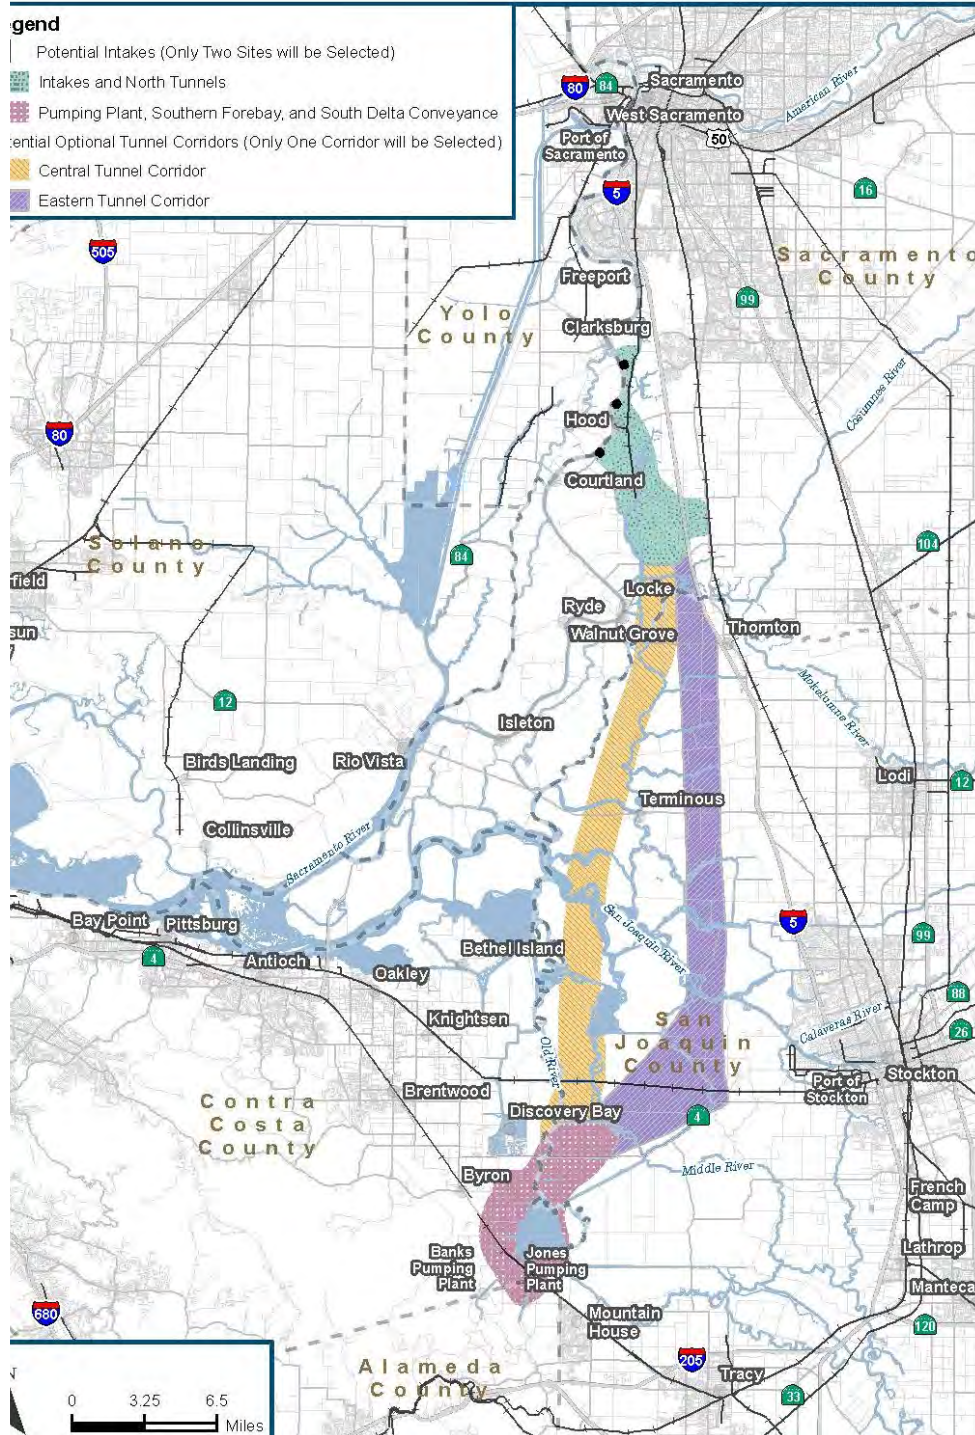 gend
Potential Intakes (Only Two Sites will be Selected)
Intakes and North Tunnels
Pumping Plant, Southern Forebay, and South Delta Conveyance
ential Optional Tunnel Corridors (Only One Corridor will be Selected)
Central Tunnel Corridor
Eastern Tunnel Corridor
80
84
Sacramento
American River
West Sacramento
50
Port of
Sacramento
5
16
505
Sacramento
County
Freeport
99
Yolo
County
Clarksburg
Cosumnes River
Hood
80
Courtland
Solano
County
84
104
field
Locke
Ryde
sun
Walnut Grove
Thornton
12
Mokelumne River
Isleton
Birds Landing
Rio Vista
Lodi
12
Terminous
Collinsville
Sacramento River
Bay Point
Pittsburg
San Joaquin River
5
99
4
Antioch
Bethel Island
Oakley
88
Knightsen
San
Joaquin
County
Calaveras River
26
Old River
Stockton
Port of
Stockton
Brentwood
Contra
Costa
County
Discovery Bay
4
Middle River
Byron
French
Camp
Banks
Pumping
Plant
Jones
Pumping
Plant
Lathrop
Manteca
680
Mountain
House
120
205
Alameda
County
Tracy
33
N
0 3.25 6.5
Miles